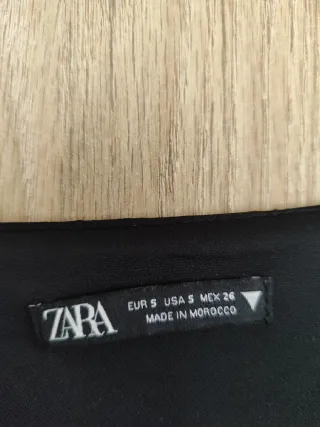 ZARA
EUR S USA S MEX 26
MADE IN MOROCCO